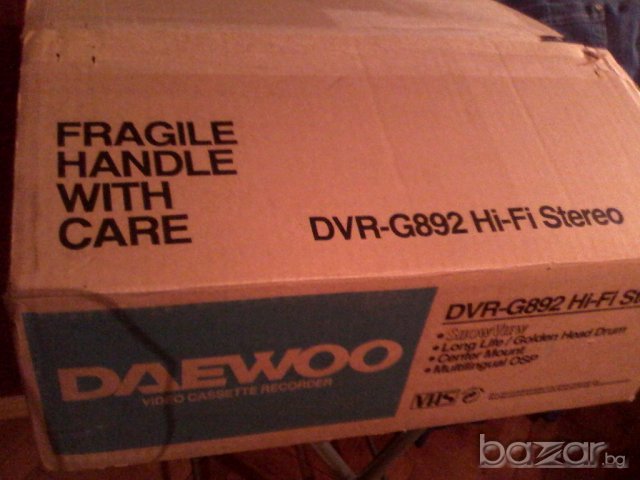 FRAGILE
HANDLE
WITH
CARE
DVR-G892 Hi-Fi Stereo
DVR-G892 Hi-Fi St
• Long Life / Golden Head Drum
• Center Mount
• Multilingual OSP
DAEWOO
VIDEO CASSETTE RECORDER
VHS
bazar.bg